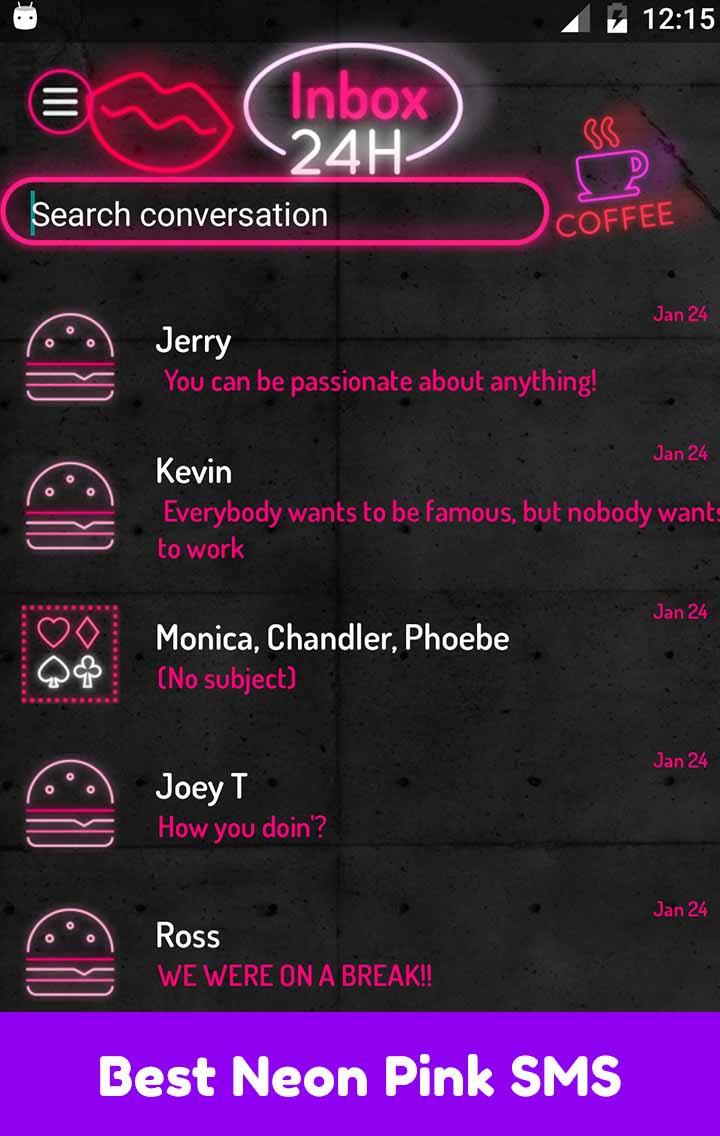 12:15
Inbox
24H
COFFEE
Search conversation
Jan 24
Jerry
You can be passionate about anything!
Jan 24
Kevin
Everybody wants to be famous, but nobody wants
to work
Jan 24
Monica, Chandler, Phoebe
(No subject)
Jan 24
Joey T
How you doin'?
Jan 24
Ross
WE WERE ON A BREAK!!
Best Neon Pink SMS